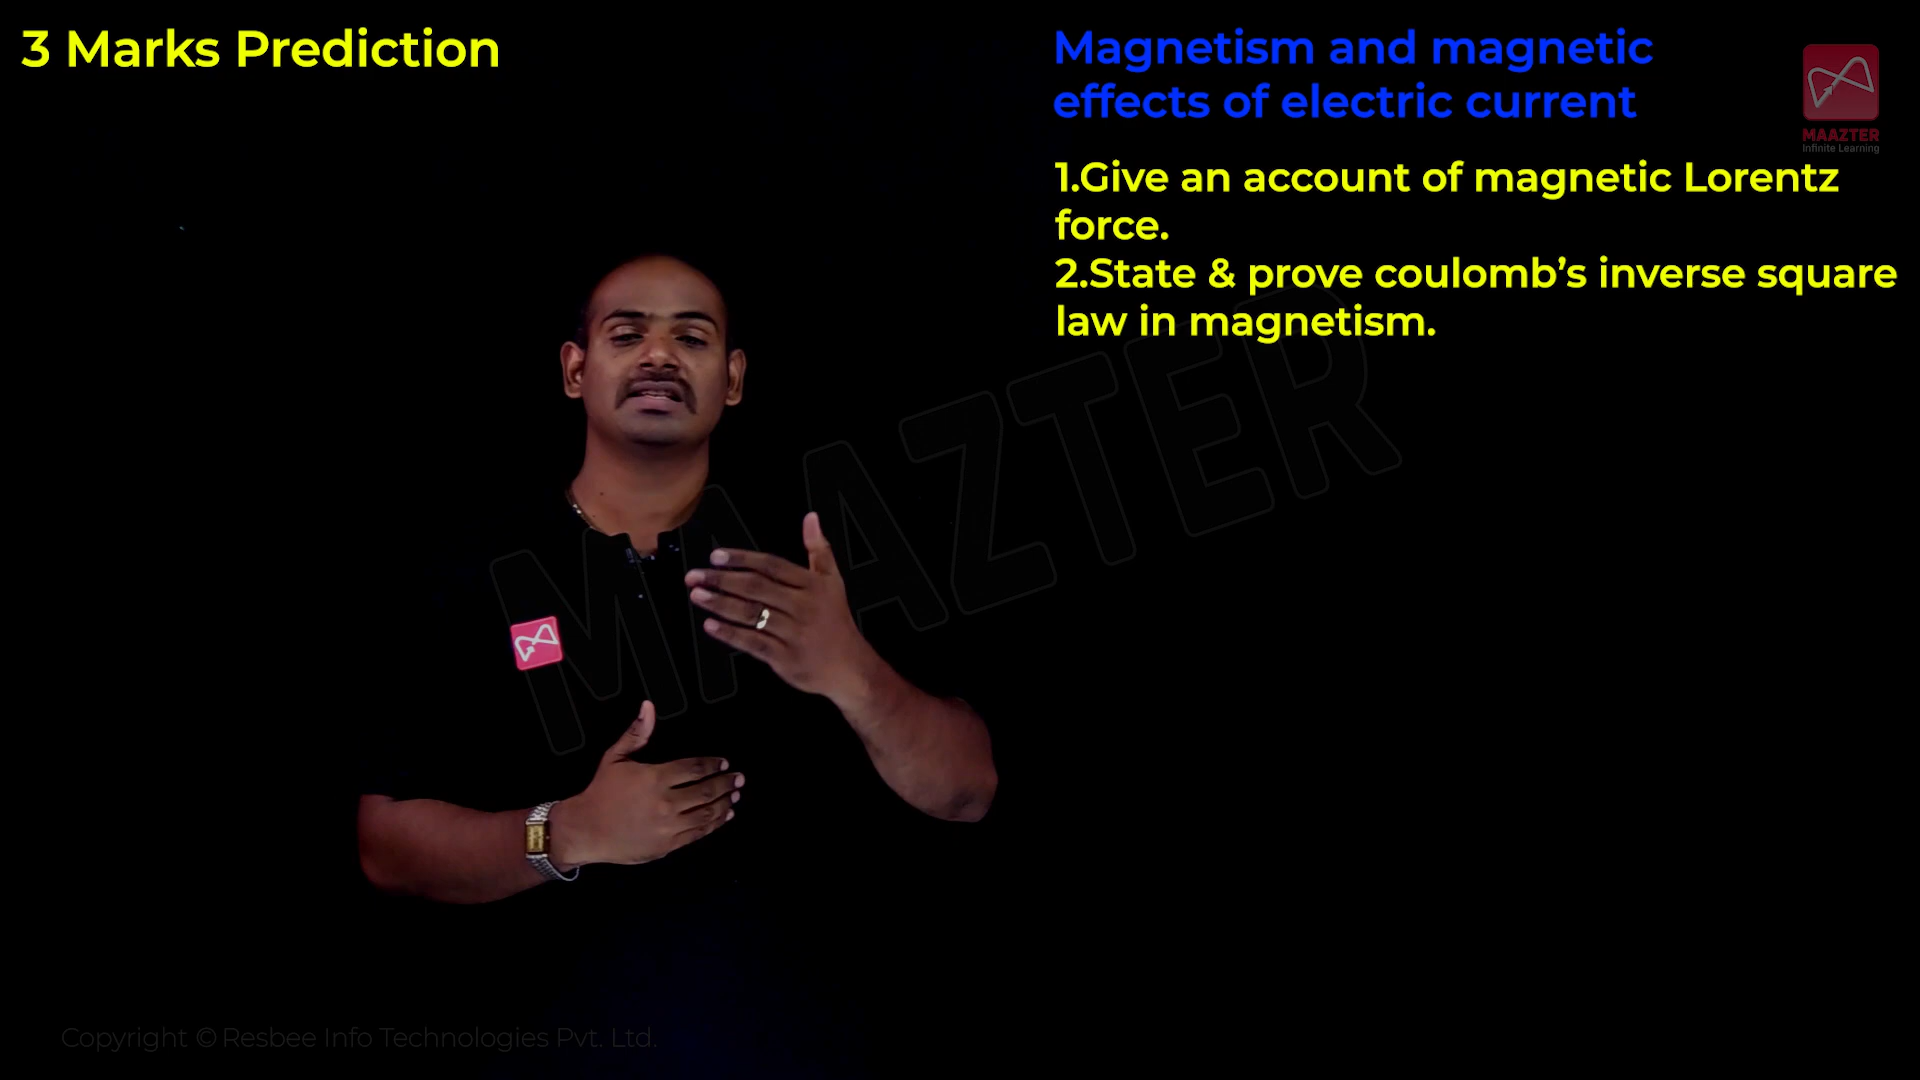 3 Marks Prediction
Magnetism and magnetic
effects of electric current
MAAZTER
Infinite Learning
1.Give an account of magnetic Lorentz
force.
2.State & prove coulomb’s inverse square
law in magnetism.
MAAZTER
Copyright © Resbee Info Technologies Pvt. Ltd.